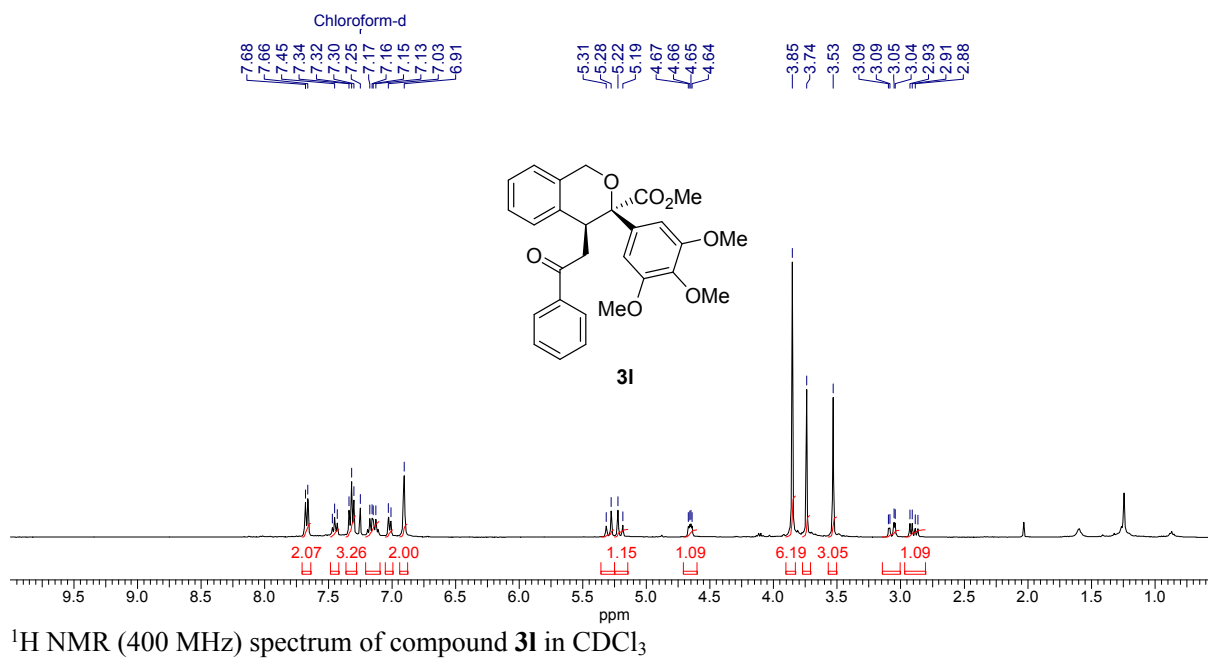 Chloroform-d
7.68 7.66 7.45 7.34 7.32 7.30 7.25 7.17 7.16 7.15 7.13 7.03 6.91 5.31 5.28 5.22 5.19 4.67 4.66 4.65 4.64 3.85 3.74 3.53 3.09 3.09 3.05 3.04 2.93 2.91 2.88
O
CO2Me
O
OMe
MeO
OMe
3l
2.07 3.26 2.00 1.15 1.09 6.19 3.05 1.09
9.5 9.0 8.5 8.0 7.5 7.0 6.5 6.0 5.5 5.0 4.5 4.0 3.5 3.0 2.5 2.0 1.5 1.0
ppm
¹H NMR (400 MHz) spectrum of compound 3l in CDCl₃